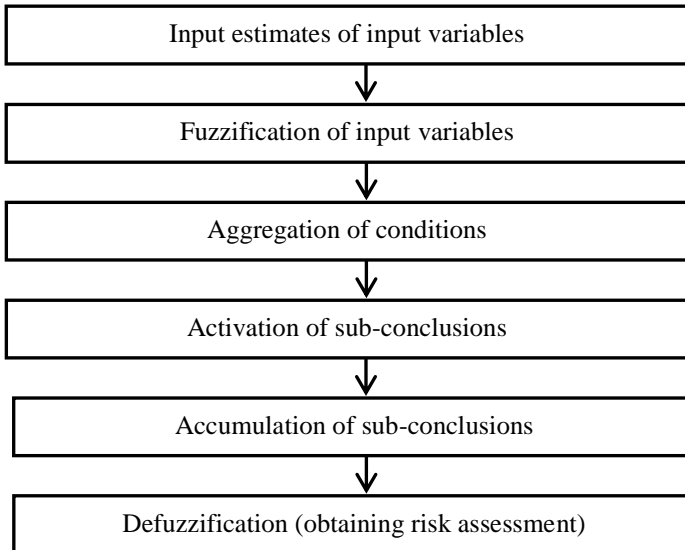 Input estimates of input variables
Fuzzification of input variables
Aggregation of conditions
Activation of sub-conclusions
Accumulation of sub-conclusions
Defuzzification (obtaining risk assessment)